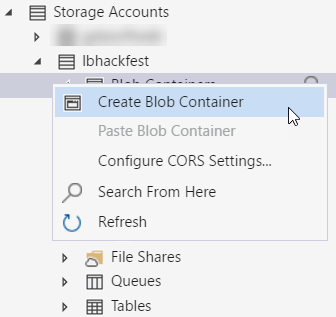 Storage Accounts
lbhackfest
Blob Containers
Create Blob Container
Paste Blob Container
Configure CORS Settings...
Search From Here
Refresh
File Shares
Queues
Tables